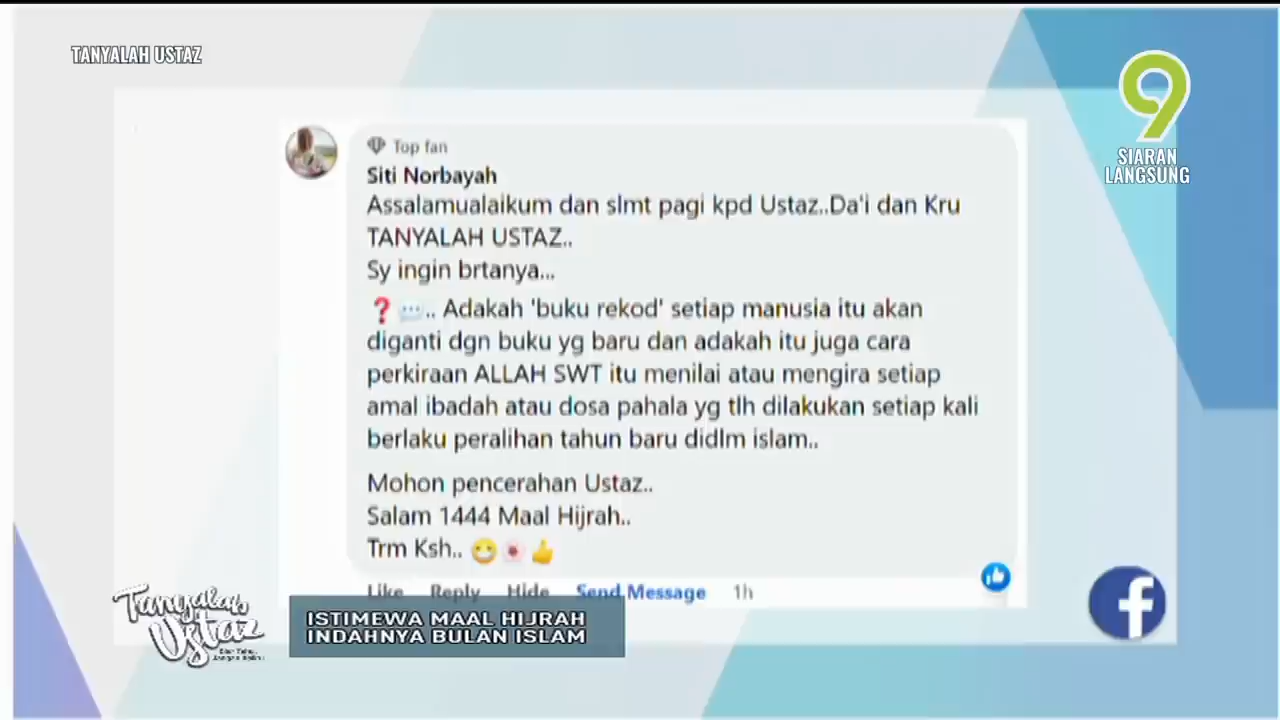 TANYALAH USTAZ
9
SIARAN
LANGSUNG
Top fan
Siti Norbayah
Assalamualaikum dan slmt pagi kpd Ustaz..Da'i dan Kru
TANYALAH USTAZ..
Sy ingin brtanya...
❓💬.. Adakah 'buku rekod' setiap manusia itu akan
diganti dgn buku yg baru dan adakah itu juga cara
perkiraan ALLAH SWT itu menilai atau mengira setiap
amal ibadah atau dosa pahala yg tlh dilakukan setiap kali
berlaku peralihan tahun baru didlm islam..
Mohon pencerahan Ustaz..
Salam 1444 Maal Hijrah..
Trm Ksh.. 😷🌸👍
Like Reply Hide Send Message 1h
Tanyalah
Ustaz
ISTIMEWA MAAL HIJRAH
INDAHNYA BULAN ISLAM
f